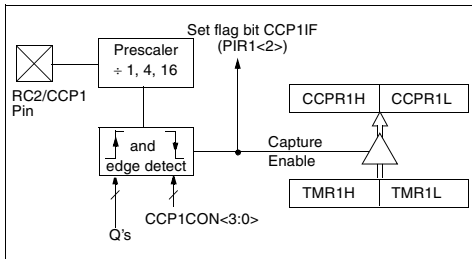 Set flag bit CCP1IF
(PIR1<2>)
Prescaler
÷ 1, 4, 16
RC2/CCP1
Pin
CCPR1H CCPR1L
and
edge detect
Capture
Enable
TMR1H TMR1L
CCP1CON<3:0>
Q's